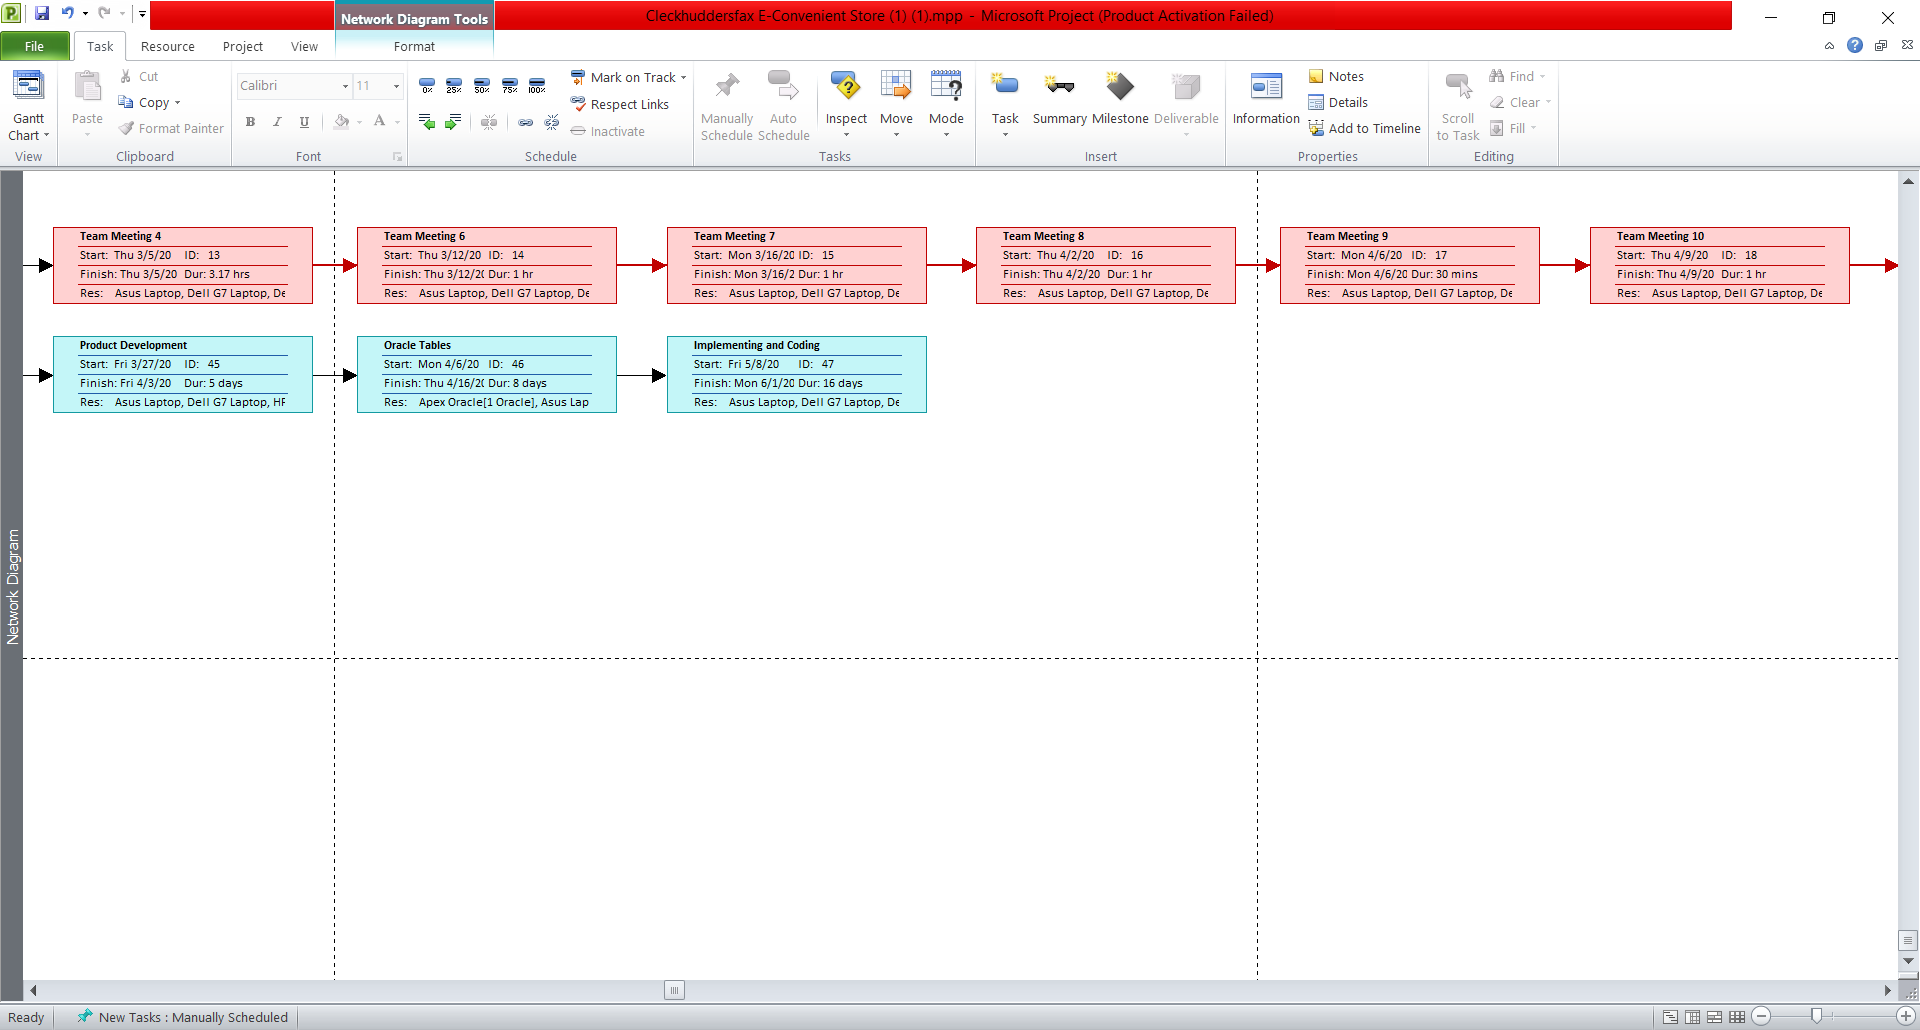 Network Diagram Tools
Cleckhuddersfax E-Convenient Store (1) (1).mpp - Microsoft Project (Product Activation Failed)
File Task Resource Project View Format
Gantt Chart
View
Paste
Cut
Copy
Format Painter
Clipboard
Calibri 11
B I U A
Font
0% 25% 50% 75% 100%
Mark on Track
Respect Links
Inactivate
Schedule
Manually Schedule
Auto Schedule
Inspect Move Mode
Tasks
Task Summary Milestone Deliverable
Insert
Information
Notes
Details
Add to Timeline
Properties
Scroll to Task
Find
Clear
Fill
Editing
Network Diagram
Team Meeting 4
Start: Thu 3/5/20 ID: 13
Finish: Thu 3/5/20 Dur: 3.17 hrs
Res: Asus Laptop, Dell G7 Laptop, De
Team Meeting 6
Start: Thu 3/12/20 ID: 14
Finish: Thu 3/12/20 Dur: 1 hr
Res: Asus Laptop, Dell G7 Laptop, De
Team Meeting 7
Start: Mon 3/16/20 ID: 15
Finish: Mon 3/16/2 Dur: 1 hr
Res: Asus Laptop, Dell G7 Laptop, De
Team Meeting 8
Start: Thu 4/2/20 ID: 16
Finish: Thu 4/2/20 Dur: 1 hr
Res: Asus Laptop, Dell G7 Laptop, De
Team Meeting 9
Start: Mon 4/6/20 ID: 17
Finish: Mon 4/6/20 Dur: 30 mins
Res: Asus Laptop, Dell G7 Laptop, De
Team Meeting 10
Start: Thu 4/9/20 ID: 18
Finish: Thu 4/9/20 Dur: 1 hr
Res: Asus Laptop, Dell G7 Laptop, De
Product Development
Start: Fri 3/27/20 ID: 45
Finish: Fri 4/3/20 Dur: 5 days
Res: Asus Laptop, Dell G7 Laptop, HP
Oracle Tables
Start: Mon 4/6/20 ID: 46
Finish: Thu 4/16/20 Dur: 8 days
Res: Apex Oracle[1 Oracle], Asus Lap
Implementing and Coding
Start: Fri 5/8/20 ID: 47
Finish: Mon 6/1/20 Dur: 16 days
Res: Asus Laptop, Dell G7 Laptop, De
Ready New Tasks : Manually Scheduled